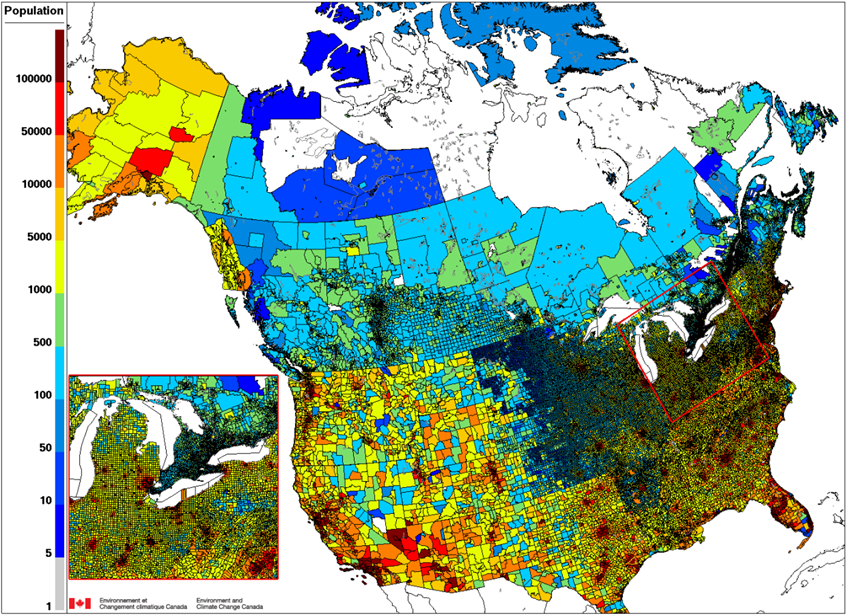 Population
100000
50000
10000
5000
1000
500
100
50
10
5
1
Environnement et
Changement climatique Canada
Environment and
Climate Change Canada